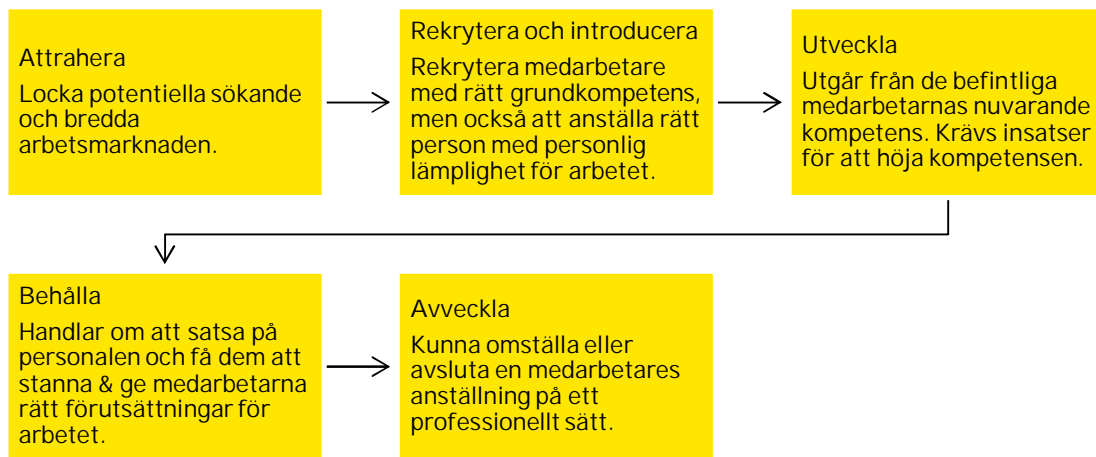 Attrahera
Locka potentiella sökande
och bredda
arbetsmarknaden.
Rekrytera och introducera
Rekrytera medarbetare
med rätt grundkompetens,
men också att anställa rätt
person med personlig
lämplighet för arbetet.
Utveckla
Utgår från de befintliga
medarbetarnas nuvarande
kompetens. Krävs insatser
för att höja kompetensen.
Behålla
Handlar om att satsa på
personalen och få dem att
stanna & ge medarbetarna
rätt förutsättningar för
arbetet.
Avveckla
Kunna omställa eller
avsluta en medarbetares
anställning på ett
professionellt sätt.